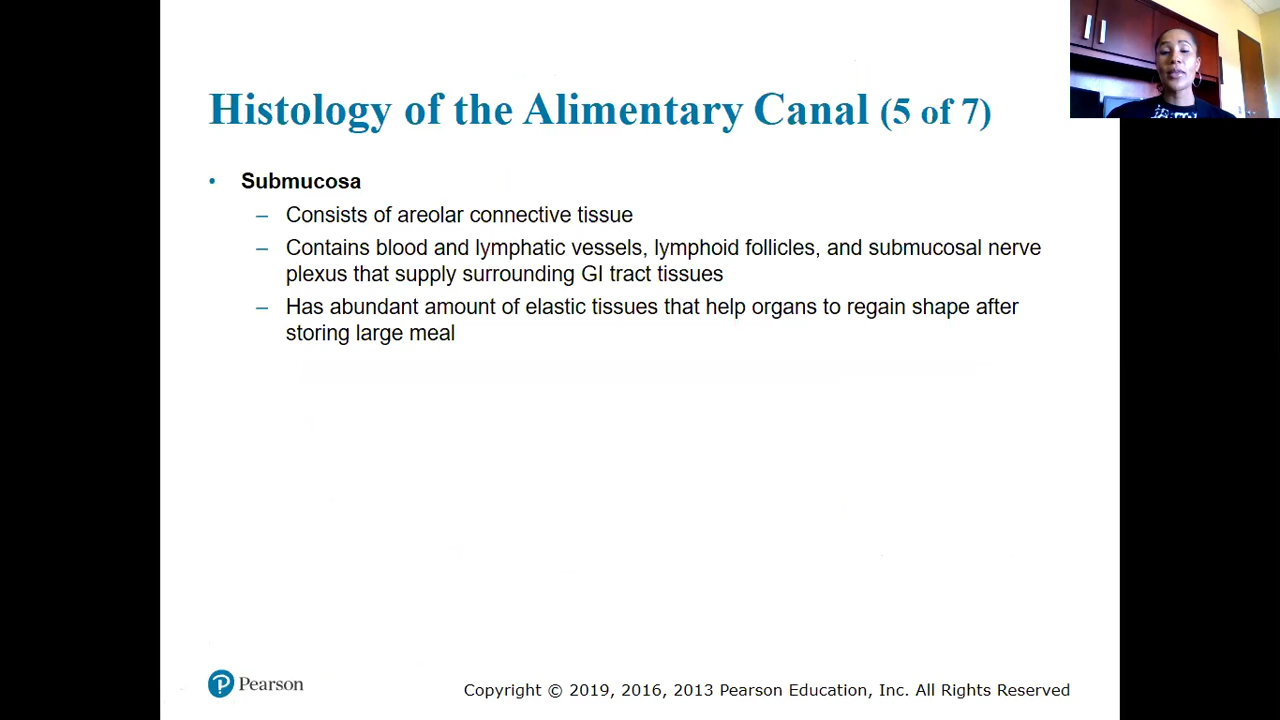 Histology of the Alimentary Canal (5 of 7)
• Submucosa
– Consists of areolar connective tissue
– Contains blood and lymphatic vessels, lymphoid follicles, and submucosal nerve
plexus that supply surrounding GI tract tissues
– Has abundant amount of elastic tissues that help organs to regain shape after
storing large meal
Pearson
Copyright © 2019, 2016, 2013 Pearson Education, Inc. All Rights Reserved